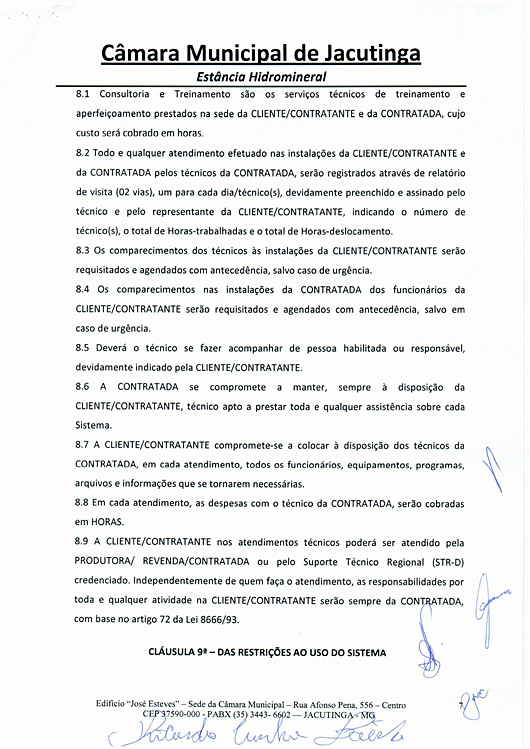 Câmara Municipal de Jacutinga
Estância Hidromineral
8.1 Consultoria e Treinamento são os serviços técnicos de treinamento e
aperfeiçoamento prestados na sede da CLIENTE/CONTRATANTE e da CONTRATADA, cujo
custo será cobrado em horas.
8.2 Todo e qualquer atendimento efetuado nas instalações da CLIENTE/CONTRATANTE e
da CONTRATADA pelos técnicos da CONTRATADA, serão registrados através de relatório
de visita (02 vias), um para cada dia/técnico(s), devidamente preenchido e assinado pelo
técnico e pelo representante da CLIENTE/CONTRATANTE, indicando o número de
técnico(s), o total de Horas-trabalhadas e o total de Horas-deslocamento.
8.3 Os comparecimentos dos técnicos às instalações da CLIENTE/CONTRATANTE serão
requisitados e agendados com antecedência, salvo caso de urgência.
8.4 Os comparecimentos nas instalações da CONTRATADA dos funcionários da
CLIENTE/CONTRATANTE serão requisitados e agendados com antecedência, salvo em
caso de urgência.
8.5 Deverá o técnico se fazer acompanhar de pessoa habilitada ou responsável,
devidamente indicado pela CLIENTE/CONTRATANTE.
8.6 A CONTRATADA se compromete a manter, sempre à disposição da
CLIENTE/CONTRATANTE, técnico apto a prestar toda e qualquer assistência sobre cada
Sistema.
8.7 A CLIENTE/CONTRATANTE compromete-se a colocar à disposição dos técnicos da
CONTRATADA, em cada atendimento, todos os funcionários, equipamentos, programas,
arquivos e informações que se tornarem necessárias.
8.8 Em cada atendimento, as despesas com o técnico da CONTRATADA, serão cobradas
em HORAS.
8.9 A CLIENTE/CONTRATANTE nos atendimentos técnicos poderá ser atendido pela
PRODUTORA/ REVENDA/CONTRATADA ou pelo Suporte Técnico Regional (STR-D)
credenciado. Independentemente de quem faça o atendimento, as responsabilidades por
toda e qualquer atividade na CLIENTE/CONTRATANTE serão sempre da CONTRATADA,
com base no artigo 72 da Lei 8666/93.
CLÁUSULA 9ª – DAS RESTRIÇÕES AO USO DO SISTEMA
Edifício “José Esteves” – Sede da Câmara Municipal – Rua Afonso Pena, 556 – Centro
CEP 37590-000 - PABX (35) 3443- 6602 — JACUTINGA - MG
7